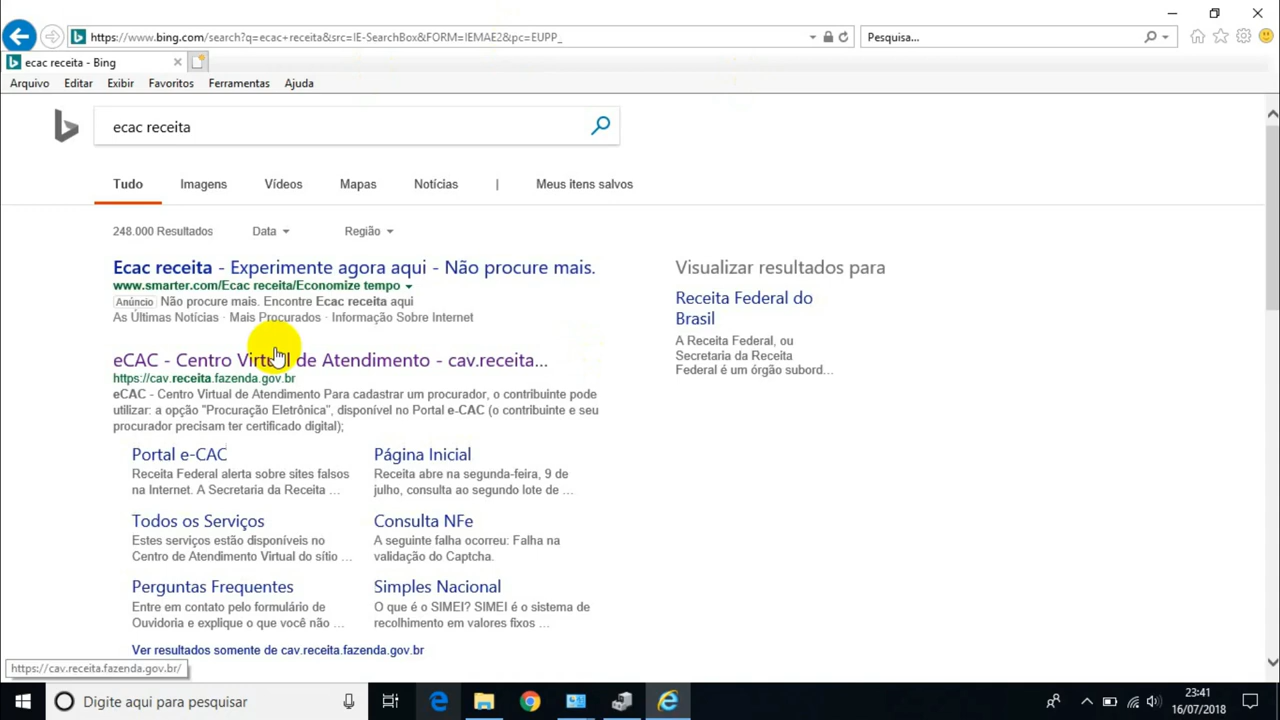 https://www.bing.com/search?q=ecac+receita&src=IE-SearchBox&FORM=IEMAE2&pc=EUPP_
Pesquisa...
ecac receita - Bing
Arquivo Editar Exibir Favoritos Ferramentas Ajuda
ecac receita
Tudo Imagens Vídeos Mapas Notícias | Meus itens salvos
248.000 Resultados Data Região
Ecac receita - Experimente agora aqui - Não procure mais.
www.smarter.com/Ecac receita/Economize tempo
Anúncio Não procure mais. Encontre Ecac receita aqui
As Últimas Notícias · Mais Procurados · Informação Sobre Internet
eCAC - Centro Virtual de Atendimento - cav.receita...
https://cav.receita.fazenda.gov.br
eCAC - Centro Virtual de Atendimento Para cadastrar um procurador, o contribuinte pode
utilizar: a opção "Procuração Eletrônica", disponível no Portal e-CAC (o contribuinte e seu
procurador precisam ter certificado digital);
Portal e-CAC
Receita Federal alerta sobre sites falsos
na Internet. A Secretaria da Receita ...
Página Inicial
Receita abre na segunda-feira, 9 de
julho, consulta ao segundo lote de ...
Todos os Serviços
Estes serviços estão disponíveis no
Centro de Atendimento Virtual do sítio ...
Consulta NFe
A seguinte falha ocorreu: Falha na
validação do Captcha.
Perguntas Frequentes
Entre em contato pelo formulário de
Ouvidoria e explique o que você não ...
Simples Nacional
O que é o SIMEI? SIMEI é o sistema de
recolhimento em valores fixos ...
Ver resultados somente de cav.receita.fazenda.gov.br
Visualizar resultados para
Receita Federal do
Brasil
A Receita Federal, ou
Secretaria da Receita
Federal é um órgão subord...
https://cav.receita.fazenda.gov.br/
Digite aqui para pesquisar
23:41
16/07/2018